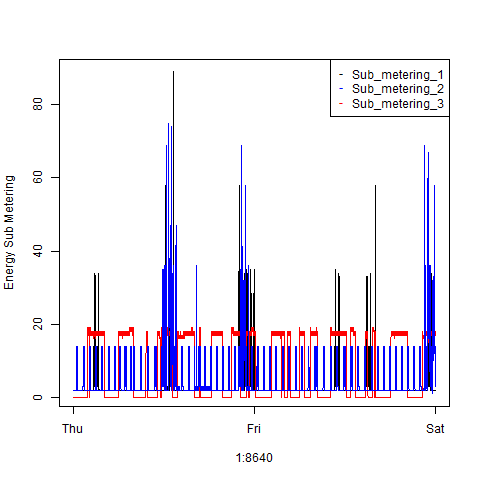 Sub_metering_1
Sub_metering_2
Sub_metering_3
Energy Sub Metering
80
60
40
20
0
Thu
Fri
Sat
1:8640